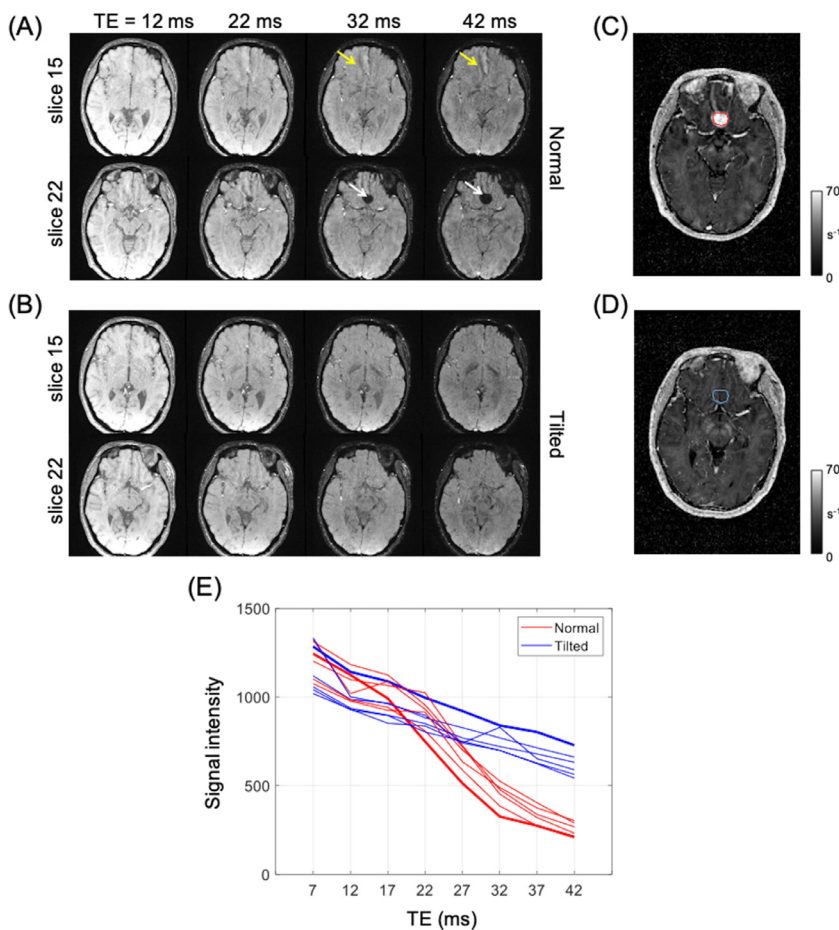 (A)
TE = 12 ms 22 ms 32 ms 42 ms
slice 15
slice 22
Normal
(B)
slice 15
slice 22
Tilted
(C)
70
s⁻¹
0
(D)
70
s⁻¹
0
(E)
1500
1000
500
0
Signal intensity
Normal
Tilted
7 12 17 22 27 32 37 42
TE (ms)